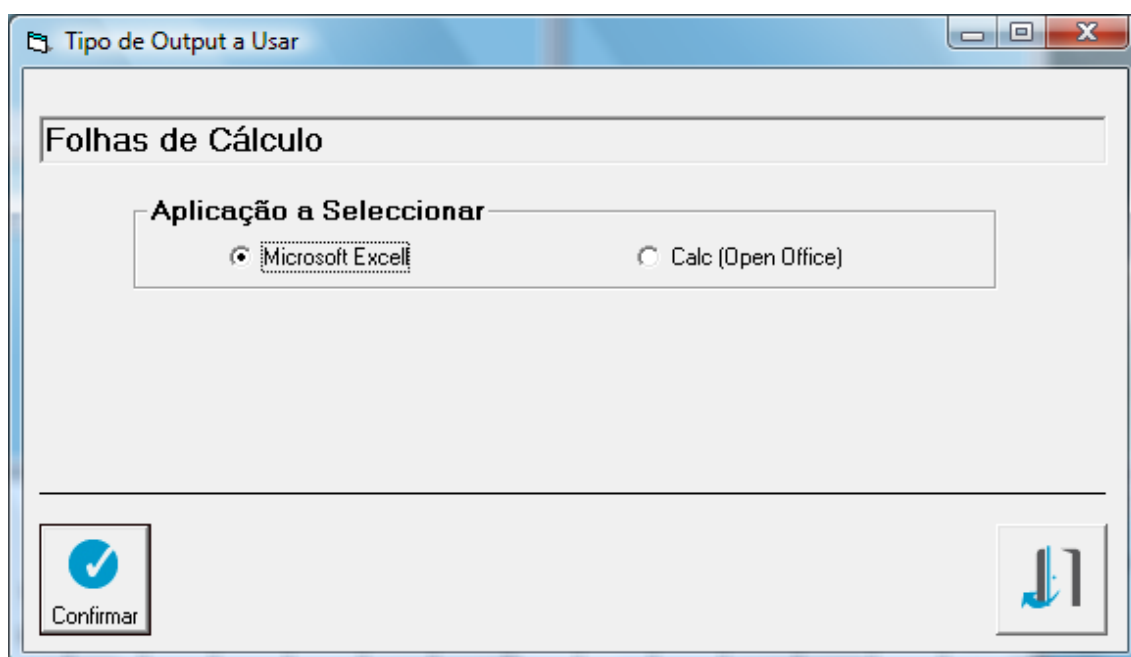 Tipo de Output a Usar
Folhas de Cálculo
Aplicação a Seleccionar
Microsoft Excell
Calc (Open Office)
Confirmar